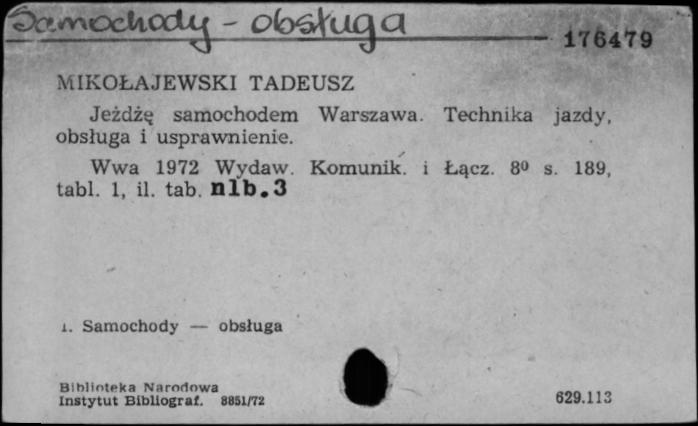 Samochody - obsługa
176479
MIKOŁAJEWSKI TADEUSZ
Jeżdżę samochodem Warszawa. Technika jazdy,
obsługa i usprawnienie.
Wwa 1972 Wydaw. Komunik. i Łącz. 8⁰ s. 189,
tabl. 1, il. tab. nlb.3
1. Samochody — obsługa
Biblioteka Narodowa
Instytut Bibliograf. 8851/72
629.113